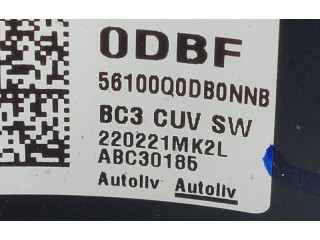 0DBF
56100Q0DB0NNB
BC3 CUV SW
220221MK2L
ABC30185
Autoliv Autoliv